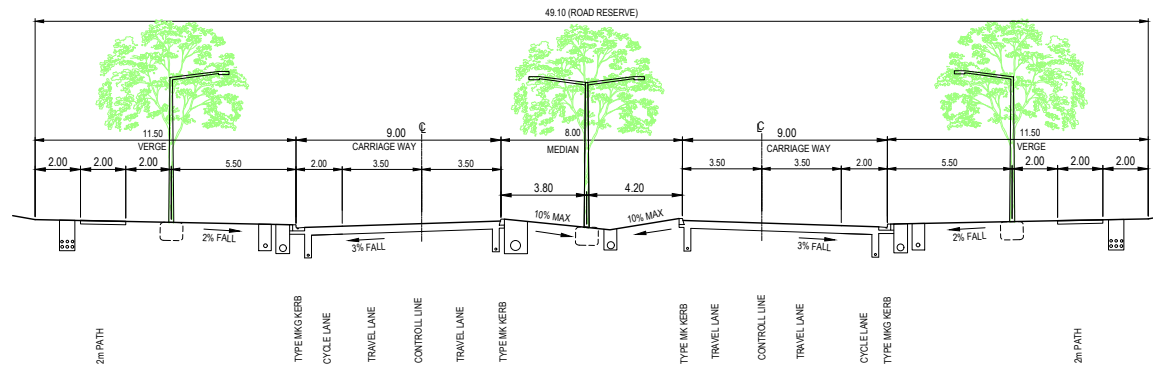 49.10 (ROAD RESERVE)
11.50
VERGE
9.00
CARRIAGE WAY
℄
8.00
MEDIAN
℄
9.00
CARRIAGE WAY
11.50
VERGE
2.00
2.00
2.00
5.50
2.00
3.50
3.50
3.80
4.20
3.50
3.50
2.00
5.50
2.00
2.00
2.00
10% MAX
10% MAX
2% FALL
3% FALL
3% FALL
2% FALL
2m PATH
TYPE MKG KERB
CYCLE LANE
TRAVEL LANE
CONTROLL LINE
TRAVEL LANE
TYPE MK KERB
TYPE MK KERB
TRAVEL LANE
CONTROLL LINE
TRAVEL LANE
CYCLE LANE
TYPE MKG KERB
2m PATH